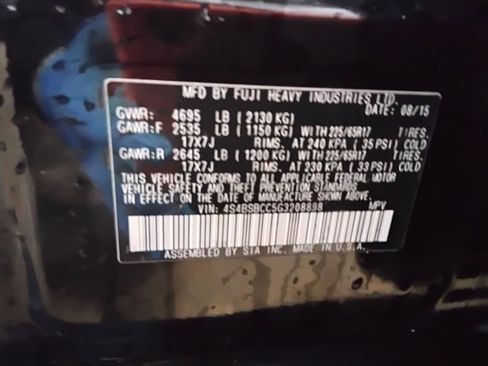 MFD BY FUJI HEAVY INDUSTRIES LTD.
GVWR: 4695 LB (2130 KG) DATE: 08/15
GAWR:F 2535 LB (1150 KG) WITH 225/65R17 TIRES,
17X7J RIMS, AT 240 KPA (35 PSI) COLD
GAWR:R 2645 LB (1200 KG) WITH 225/65R17 TIRES,
17X7J RIMS, AT 230 KPA (33 PSI) COLD
THIS VEHICLE CONFORMS TO ALL APPLICABLE FEDERAL MOTOR
VEHICLE SAFETY AND THEFT PREVENTION STANDARDS
IN EFFECT ON THE DATE OF MANUFACTURE SHOWN ABOVE.
VIN: 4S4BSBCC5G3208898 MPV
ASSEMBLED BY SIA INC. MADE IN U.S.A.